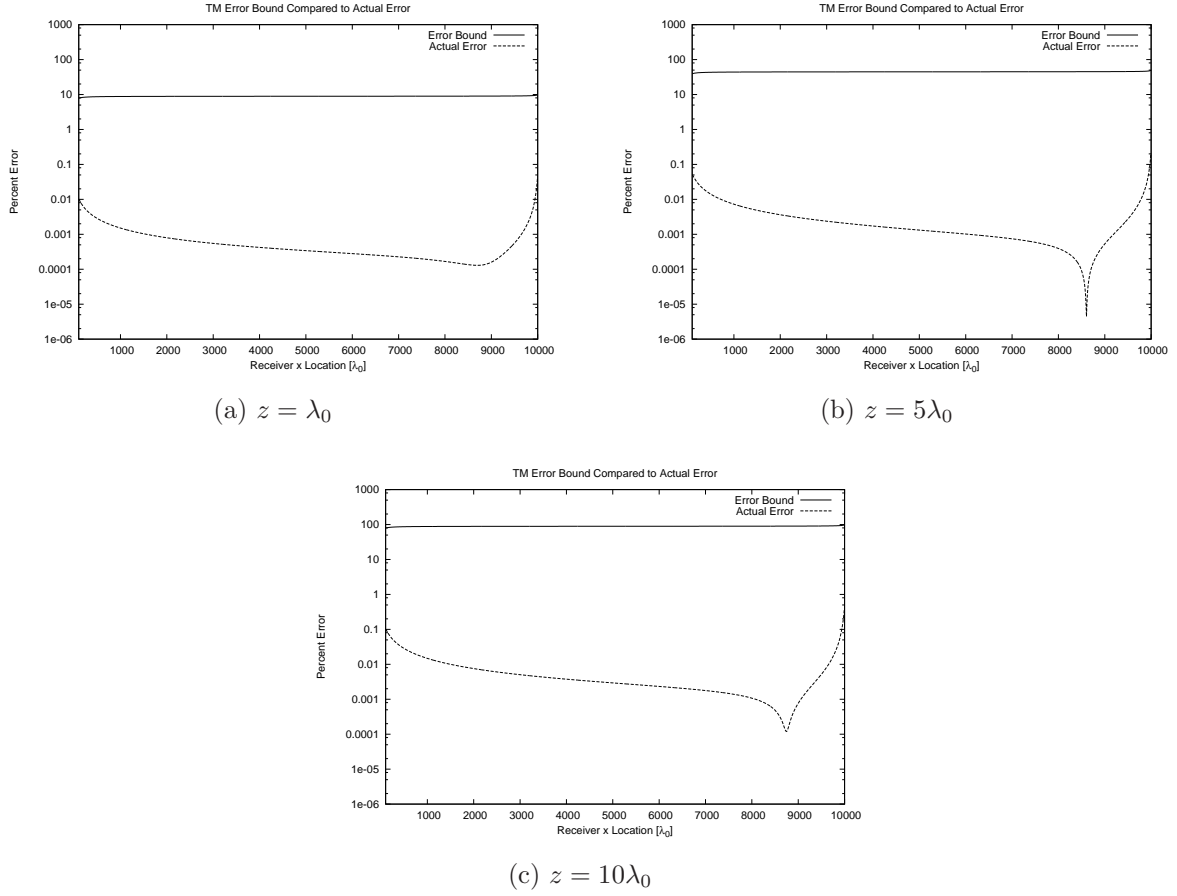 TM Error Bound Compared to Actual Error
1000
100
10
1
0.1
0.01
0.001
0.0001
1e-05
1e-06
Percent Error
Error Bound
Actual Error
1000 2000 3000 4000 5000 6000 7000 8000 9000 10000
Receiver x Location [λ₀]
(a) z = λ₀
TM Error Bound Compared to Actual Error
1000
100
10
1
0.1
0.01
0.001
0.0001
1e-05
1e-06
Percent Error
Error Bound
Actual Error
1000 2000 3000 4000 5000 6000 7000 8000 9000 10000
Receiver x Location [λ₀]
(b) z = 5λ₀
TM Error Bound Compared to Actual Error
1000
100
10
1
0.1
0.01
0.001
0.0001
1e-05
1e-06
Percent Error
Error Bound
Actual Error
1000 2000 3000 4000 5000 6000 7000 8000 9000 10000
Receiver x Location [λ₀]
(c) z = 10λ₀